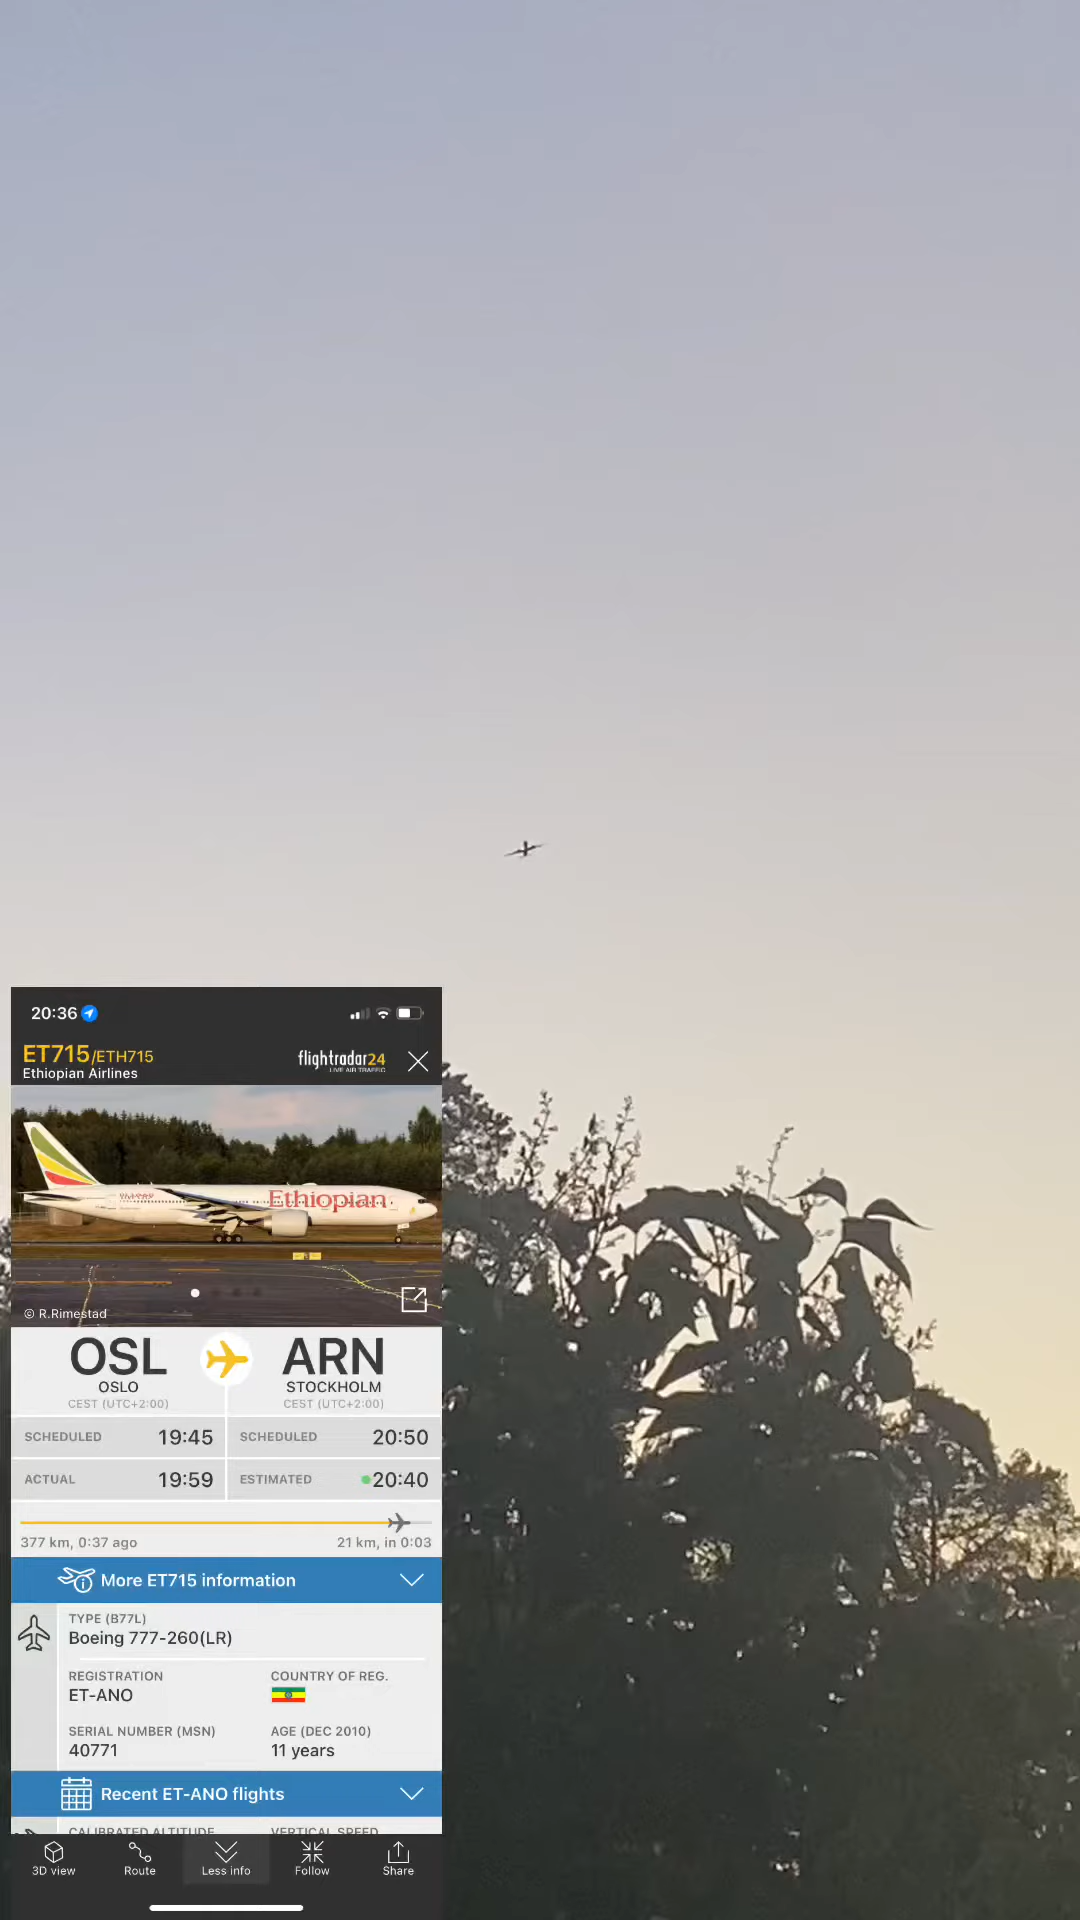 20:36
ET715/ETH715
Ethiopian Airlines
flightradar24
LIVE AIR TRAFFIC
Ethiopian
© R.Rimestad
OSL
OSLO
CEST (UTC+2:00)
ARN
STOCKHOLM
CEST (UTC+2:00)
SCHEDULED 19:45
SCHEDULED 20:50
ACTUAL 19:59
ESTIMATED 20:40
377 km, 0:37 ago
21 km, in 0:03
More ET715 information
TYPE (B77L)
Boeing 777-260(LR)
REGISTRATION
ET-ANO
COUNTRY OF REG.
SERIAL NUMBER (MSN)
40771
AGE (DEC 2010)
11 years
Recent ET-ANO flights
CALIBRATED ALTITUDE
VERTICAL SPEED
3D view
Route
Less info
Follow
Share